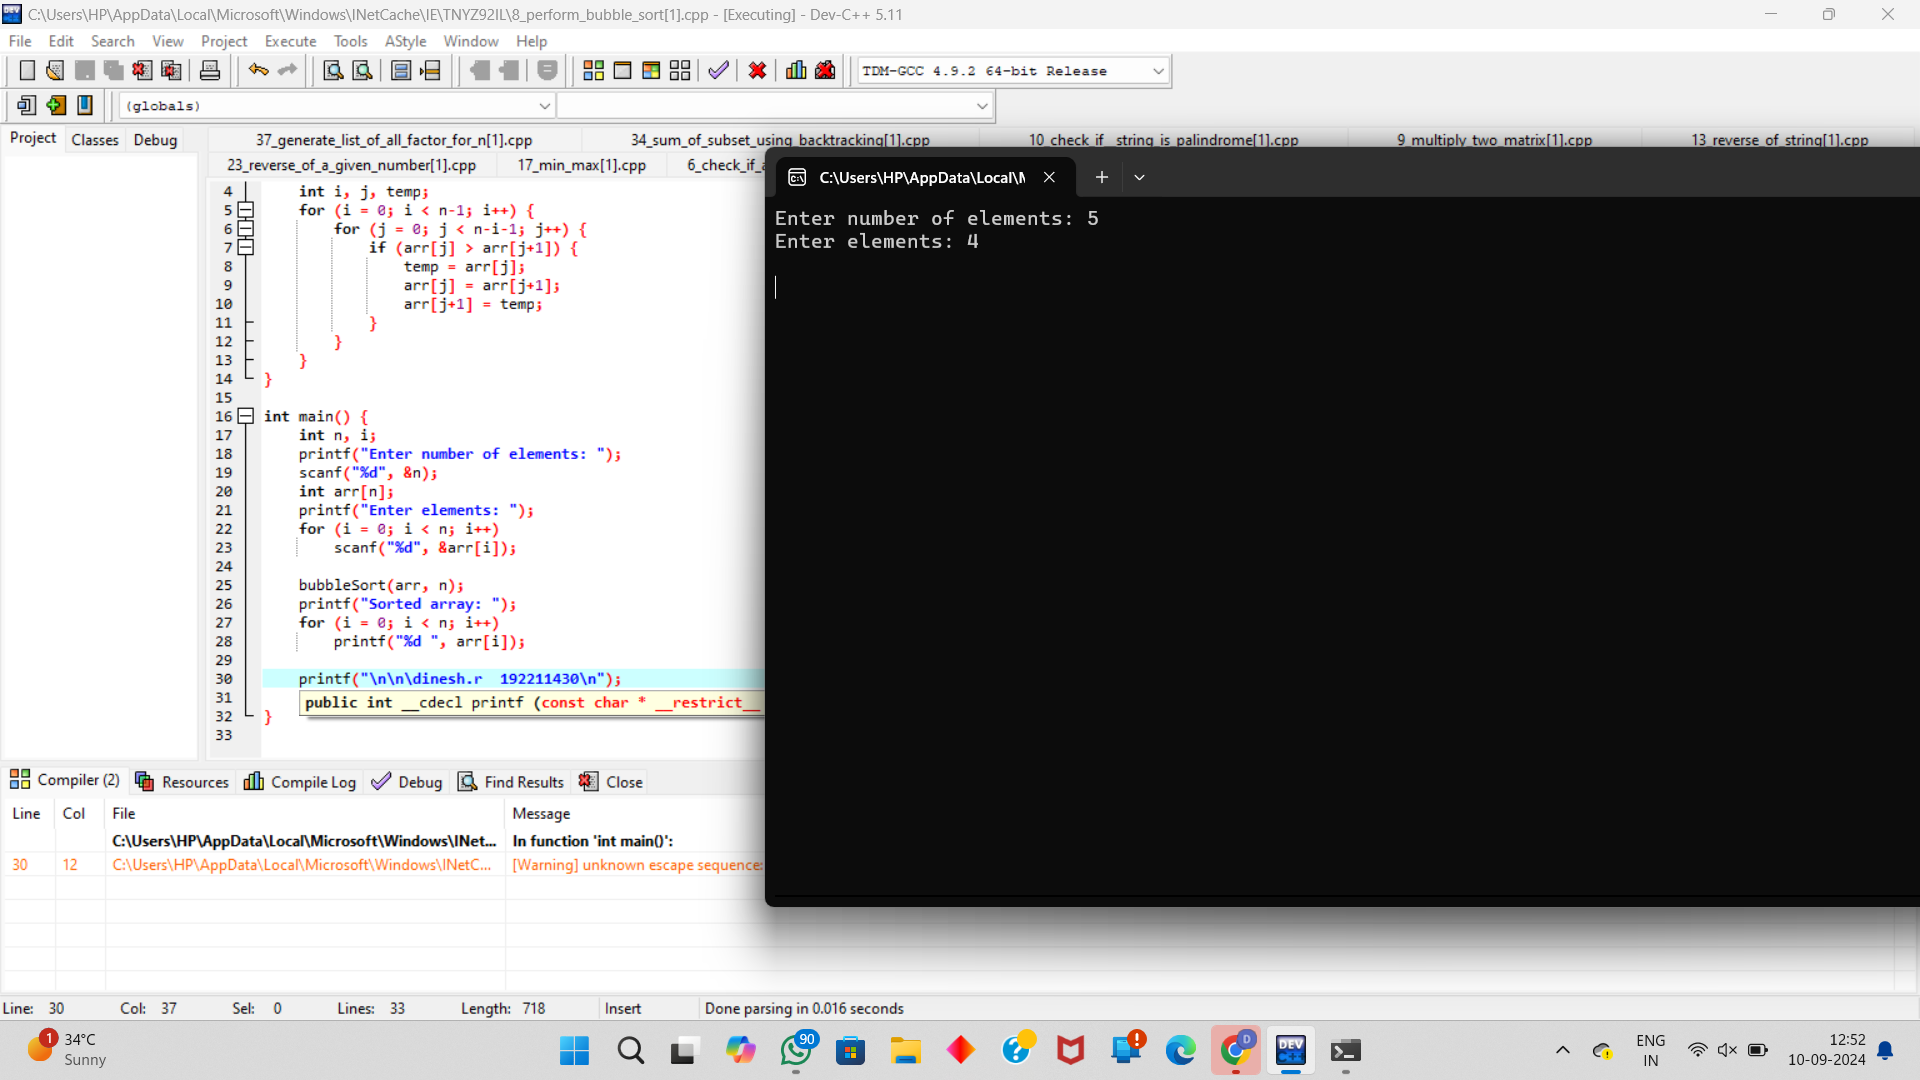 C:\Users\HP\AppData\Local\Microsoft\Windows\INetCache\IE\TNYZ92IL\8_perform_bubble_sort[1].cpp - [Executing] - Dev-C++ 5.11
File Edit Search View Project Execute Tools AStyle Window Help
TDM-GCC 4.9.2 64-bit Release
(globals)
Project Classes Debug
37_generate_list_of_all_factor_for_n[1].cpp 34_sum_of_subset_using_backtracking[1].cpp 10_check_if_string_is_palindrome[1].cpp 9_multiply_two_matrix[1].cpp 13_reverse_of_string[1].cpp
23_reverse_of_a_given_number[1].cpp 17_min_max[1].cpp 6_check_if_a
4 int i, j, temp;
5 for (i = 0; i < n-1; i++) {
6 for (j = 0; j < n-i-1; j++) {
7 if (arr[j] > arr[j+1]) {
8 temp = arr[j];
9 arr[j] = arr[j+1];
10 arr[j+1] = temp;
11 }
12 }
13 }
14 }
15
16 int main() {
17 int n, i;
18 printf("Enter number of elements: ");
19 scanf("%d", &n);
20 int arr[n];
21 printf("Enter elements: ");
22 for (i = 0; i < n; i++)
23 scanf("%d", &arr[i]);
24
25 bubbleSort(arr, n);
26 printf("Sorted array: ");
27 for (i = 0; i < n; i++)
28 printf("%d ", arr[i]);
29
30 printf("\n\n\dinesh.r  192211430\n");
31 public int __cdecl printf (const char * __restrict__
32 }
33
C:\Users\HP\AppData\Local\M
Enter number of elements: 5
Enter elements: 4
Compiler (2) Resources Compile Log Debug Find Results Close
Line Col File Message
C:\Users\HP\AppData\Local\Microsoft\Windows\INet... In function 'int main()':
30 12 C:\Users\HP\AppData\Local\Microsoft\Windows\INetC... [Warning] unknown escape sequence:
Line: 30 Col: 37 Sel: 0 Lines: 33 Length: 718 Insert Done parsing in 0.016 seconds
1 34°C
Sunny
90
D
DEV
C++
ENG
IN
12:52
10-09-2024